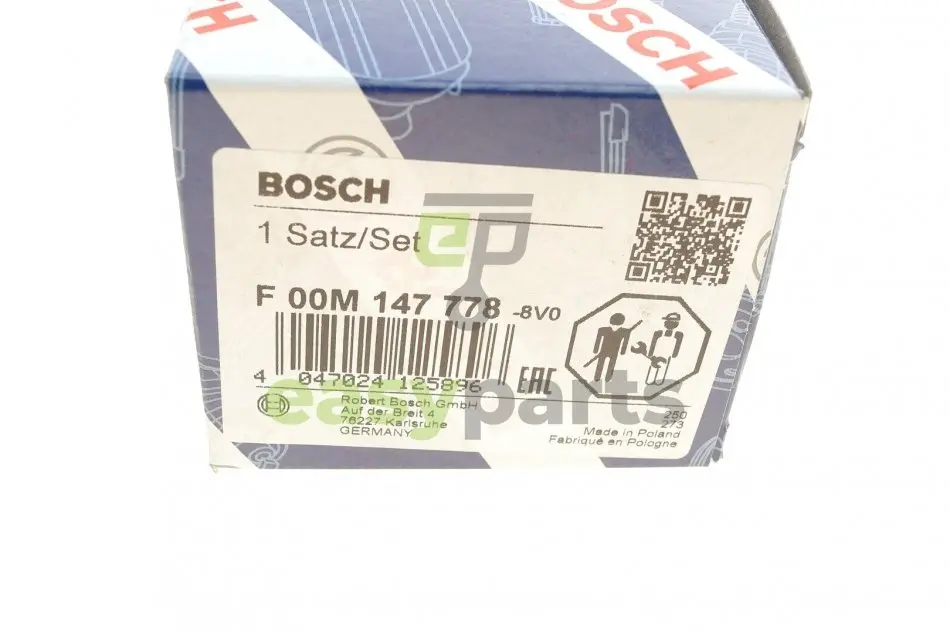 BOSCH
BOSCH
1 Satz/Set
ep
F 00M 147 778 -8V0
4 047024 125896
EAC
easyparts
Robert Bosch GmbH
Auf der Breit 4
76227 Karlsruhe
GERMANY
250
273
Made in Poland
Fabriqué en Pologne